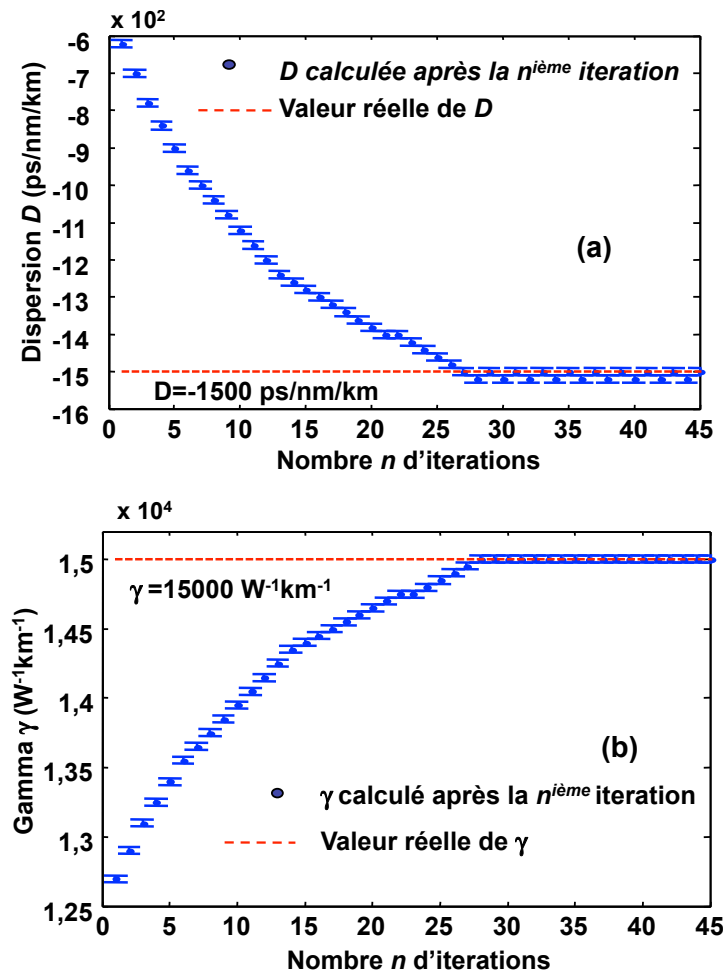 x 10²
-6
-7
-8
-9
-10
-11
-12
-13
-14
-15
-16
Dispersion D (ps/nm/km)
D calculée après la nⁱᵉᵐᵉ iteration
Valeur réelle de D
(a)
D=-1500 ps/nm/km
0 5 10 15 20 25 30 35 40 45
Nombre n d’iterations
x 10⁴
1,5
1,45
1,4
1,35
1,3
1,25
Gamma γ (W⁻¹km⁻¹)
γ =15000 W⁻¹km⁻¹
(b)
γ calculé après la nⁱèᵐᵉ iteration
Valeur réelle de γ
0 5 10 15 20 25 30 35 40 45
Nombre n d’iterations